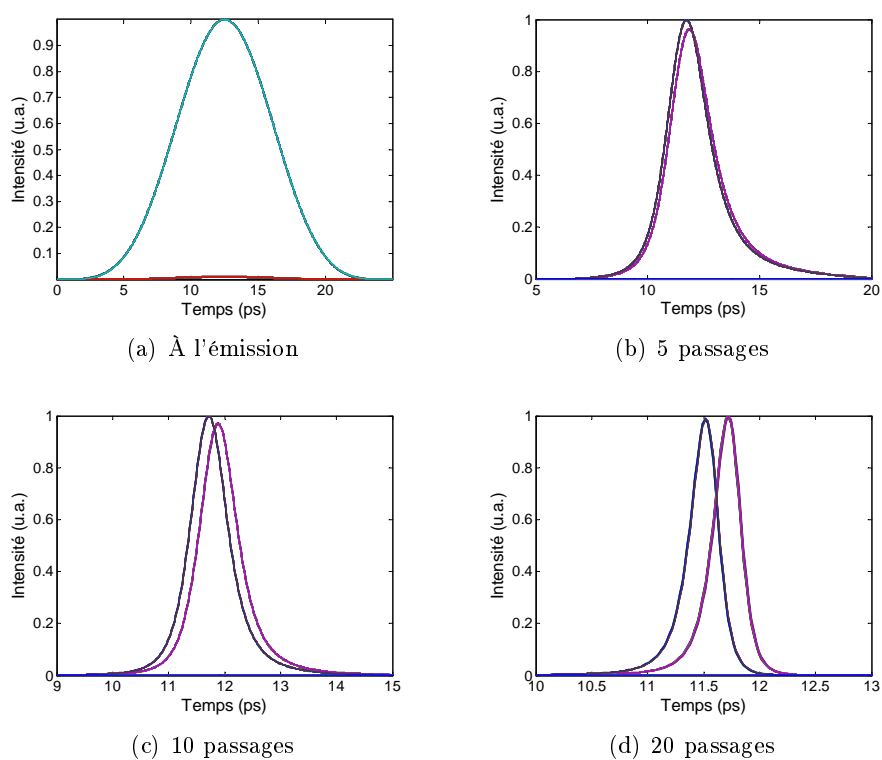 0.9
0.8
0.7
0.6
0.5
0.4
0.3
0.2
0.1
Intensité (u.a.)
0 5 10 15 20
Temps (ps)
(a) À l'émission
1
0.8
0.6
0.4
0.2
0
Intensité (u.a.)
5 10 15 20
Temps (ps)
(b) 5 passages
1
0.8
0.6
0.4
0.2
0
Intensité (u.a.)
9 10 11 12 13 14 15
Temps (ps)
(c) 10 passages
1
0.8
0.6
0.4
0.2
0
Intensité (u.a.)
10 10.5 11 11.5 12 12.5 13
Temps (ps)
(d) 20 passages